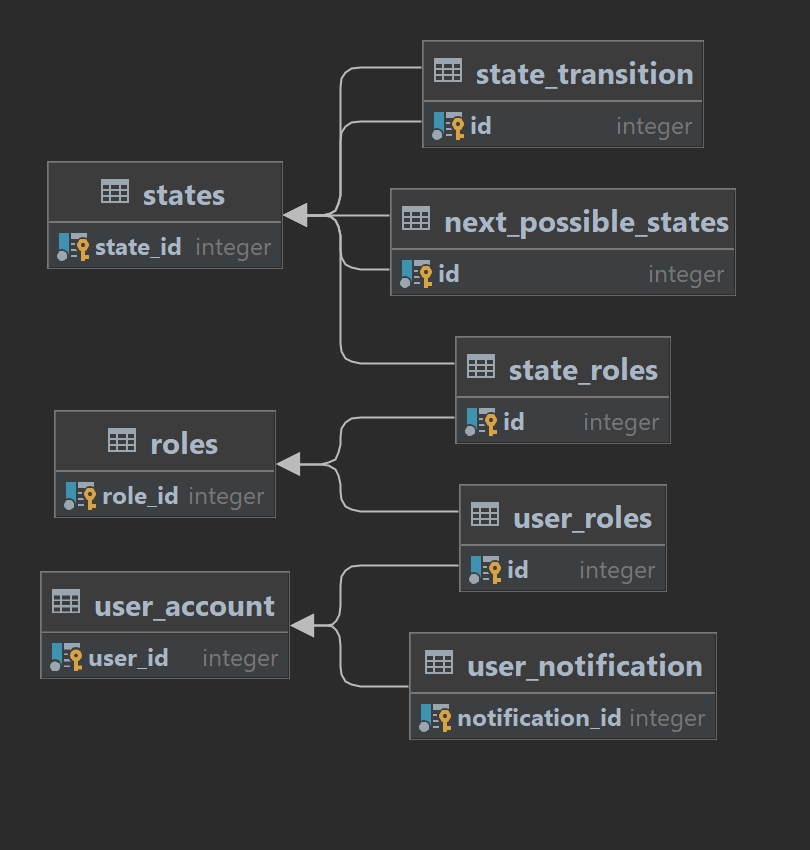 state_transition
id integer
states
state_id integer
next_possible_states
id integer
state_roles
id integer
roles
role_id integer
user_roles
id integer
user_account
user_id integer
user_notification
notification_id integer